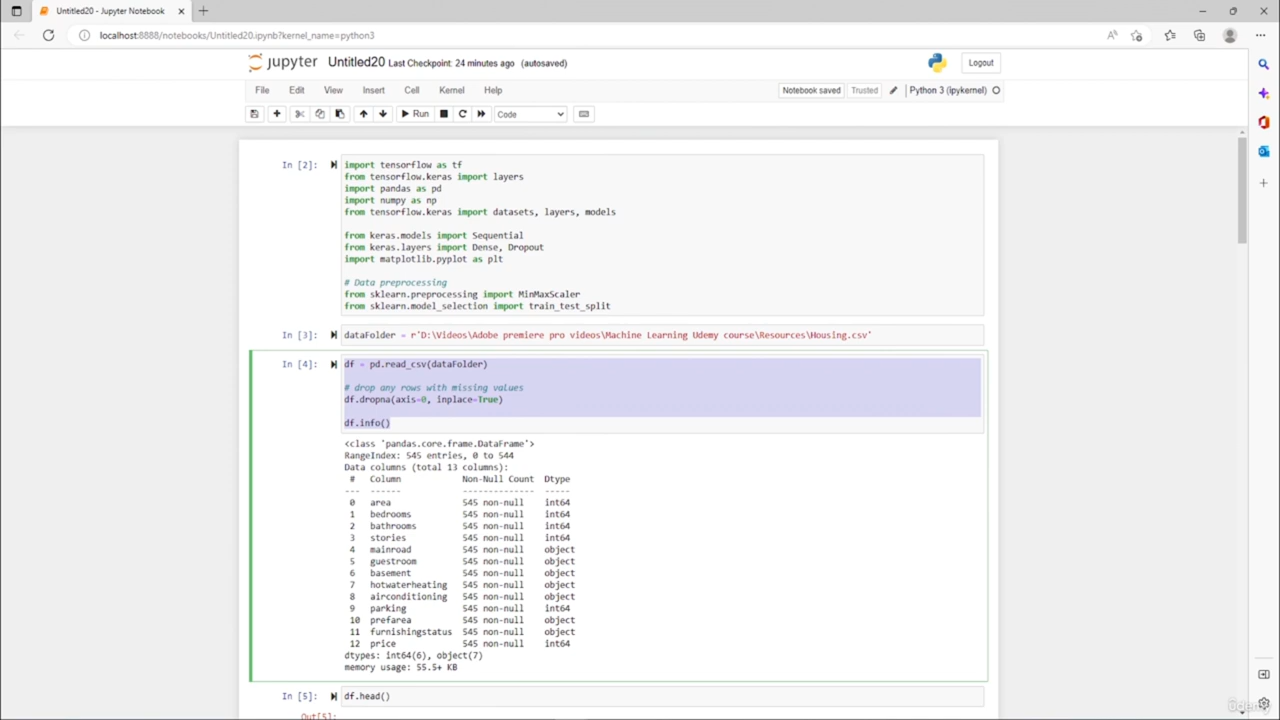 Untitled20 - Jupyter Notebook
localhost:8888/notebooks/Untitled20.ipynb?kernel_name=python3
jupyter Untitled20 Last Checkpoint: 24 minutes ago (autosaved)
Logout
File Edit View Insert Cell Kernel Help
Notebook saved Trusted Python 3 (ipykernel)
Run Code
In [2]:
import tensorflow as tf
from tensorflow.keras import layers
import pandas as pd
import numpy as np
from tensorflow.keras import datasets, layers, models
from keras.models import Sequential
from keras.layers import Dense, Dropout
import matplotlib.pyplot as plt
# Data preprocessing
from sklearn.preprocessing import MinMaxScaler
from sklearn.model_selection import train_test_split
In [3]: dataFolder = r'D:\Videos\Adobe premiere pro videos\Machine Learning Udemy course\Resources\Housing.csv'
In [4]: df = pd.read_csv(dataFolder)
# drop any rows with missing values
df.dropna(axis=0, inplace=True)
df.info()
<class 'pandas.core.frame.DataFrame'>
RangeIndex: 545 entries, 0 to 544
Data columns (total 13 columns):
# Column Non-Null Count Dtype
--- ------ -------------- -----
0 area 545 non-null int64
1 bedrooms 545 non-null int64
2 bathrooms 545 non-null int64
3 stories 545 non-null int64
4 mainroad 545 non-null object
5 guestroom 545 non-null object
6 basement 545 non-null object
7 hotwaterheating 545 non-null object
8 airconditioning 545 non-null object
9 parking 545 non-null int64
10 prefarea 545 non-null object
11 furnishingstatus 545 non-null object
12 price 545 non-null int64
dtypes: int64(6), object(7)
memory usage: 55.5+ KB
In [5]: df.head()
Out[5]:
Udemy